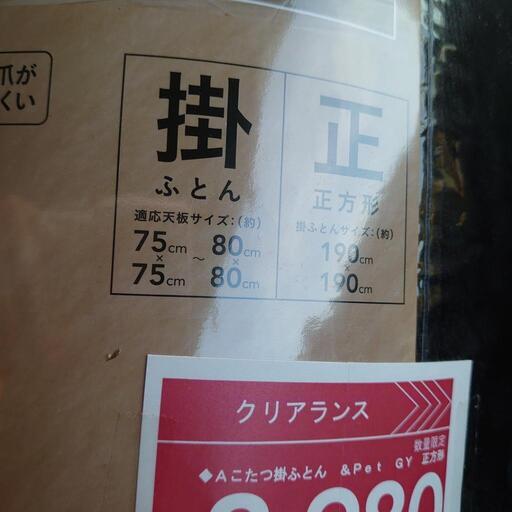 爪が
くい
掛
ふとん
適応天板サイズ:(約)
75cm × 75cm ～ 80cm × 80cm
正
正方形
掛ふとんサイズ:(約)
190cm
×
190cm
クリアランス
数量限定
◆Aこたつ掛ふとん &Pet GY 正方形